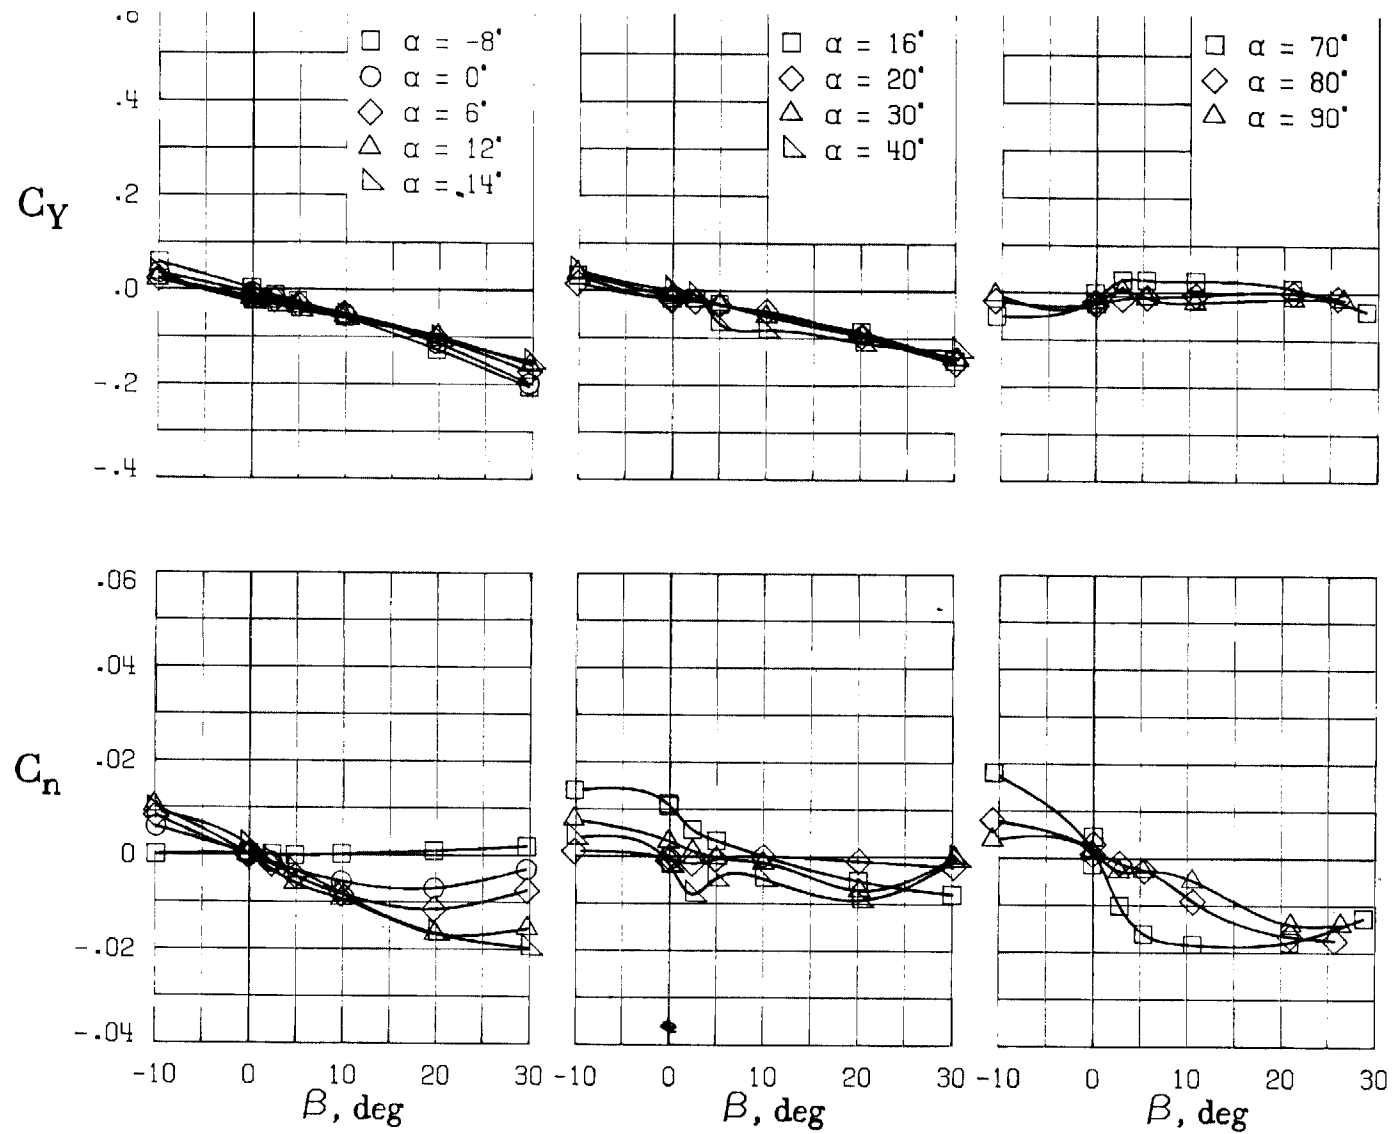 .6
.4
.2
.0
-.2
-.4
C_Y
□ α = -8°
○ α = 0°
◇ α = 6°
△ α = 12°
◺ α = 14°
□ α = 16°
◇ α = 20°
△ α = 30°
◺ α = 40°
□ α = 70°
◇ α = 80°
△ α = 90°
.06
.04
.02
0
-.02
-.04
C_n
-10 0 10 20 30
β, deg
-10 0 10 20 30
β, deg
-10 0 10 20 30
β, deg